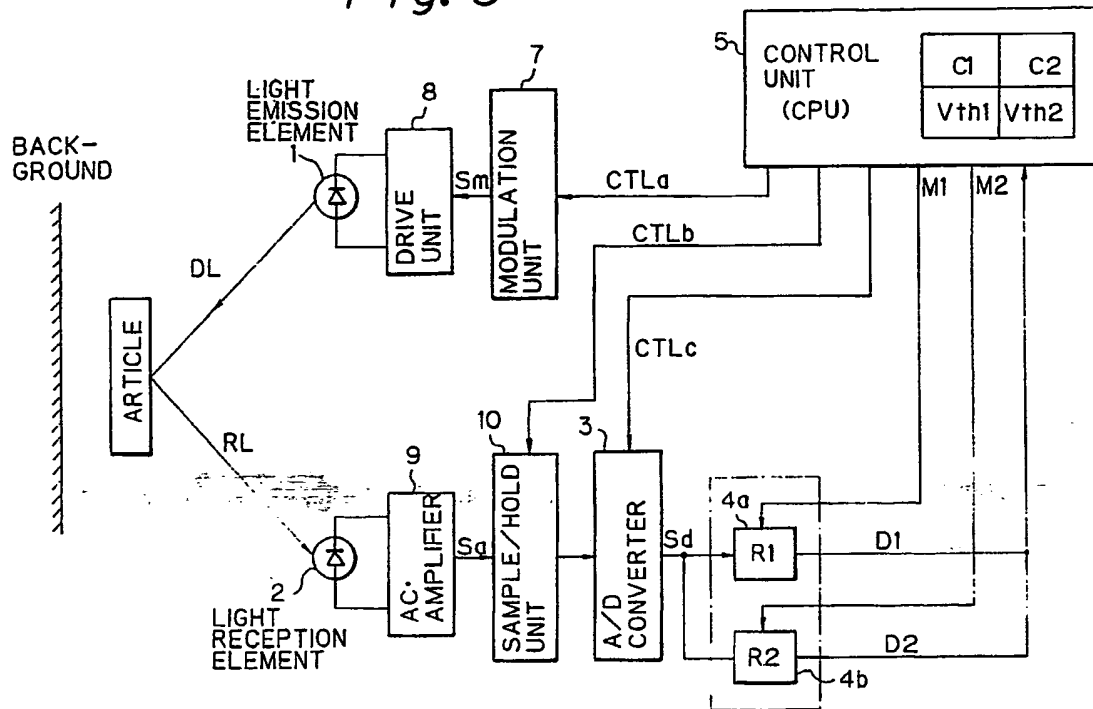 Fig.
5
CONTROL
UNIT
(CPU)
C1
C2
Vth1
Vth2
7
8
LIGHT
EMISSION
ELEMENT
1
BACK-
GROUND
DRIVE
UNIT
Sm
MODULATION
UNIT
CTLa
M1
M2
CTLb
DL
CTLc
ARTICLE
RL
10
3
9
4a
AC·
AMPLIFIER
Sa
SAMPLE/HOLD
UNIT
A/D
CONVERTER
Sd
R1
D1
2
LIGHT
RECEPTION
ELEMENT
R2
D2
4b